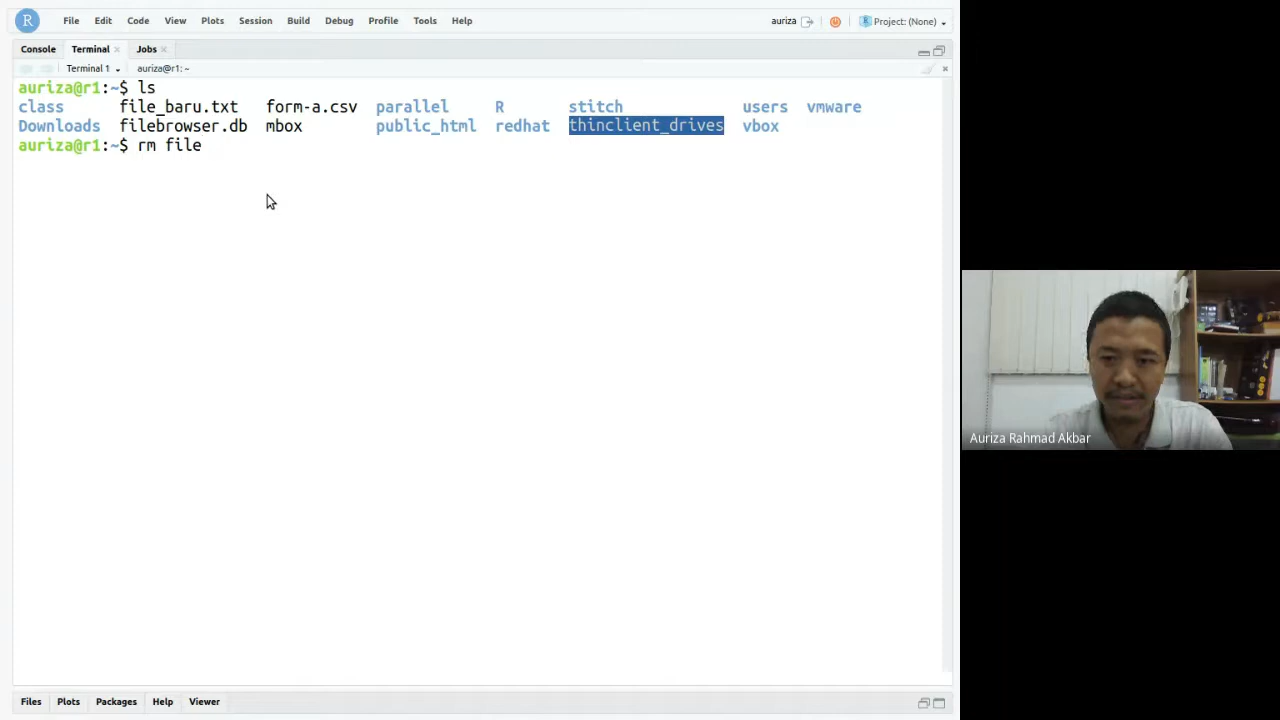 R File Edit Code View Plots Session Build Debug Profile Tools Help auriza Project: (None)
Console Terminal Jobs
Terminal 1 auriza@r1: ~
auriza@r1:~$ ls
class file_baru.txt form-a.csv parallel R stitch users vmware
Downloads filebrowser.db mbox public_html redhat thinclient_drives vbox
auriza@r1:~$ rm file
Auriza Rahmad Akbar
Files Plots Packages Help Viewer